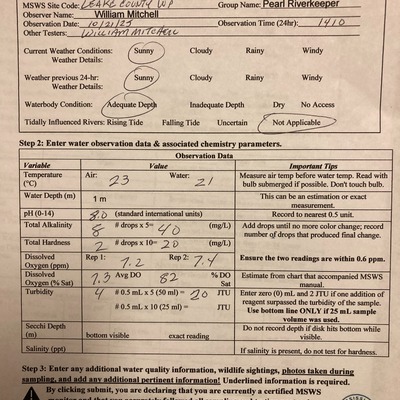 MSWS Site Code: LEAKE COUNTY WP Group Name: Pearl Riverkeeper
Observer Name: William Mitchell
Observation Date: 10/21/25 Observation Time (24hr): 1410
Other Testers: WILLIAM MITCHELL
Current Weather Conditions: Sunny Cloudy Rainy Windy
Weather Details:
Weather previous 24-hr: Sunny Cloudy Rainy Windy
Weather Details:
Waterbody Condition: Adequate Depth Inadequate Depth Dry No Access
Tidally Influenced Rivers: Rising Tide Falling Tide Uncertain Not Applicable
Step 2: Enter water observation data & associated chemistry parameters.
Observation Data
Variable Value Important Tips
Temperature (°C) Air: 23 Water: 21 Measure air temp before water temp. Read with bulb submerged if possible. Don't touch bulb.
Water Depth (m) 1 m This can be an estimation or exact measurement.
pH (0-14) 8.0 (standard international units) Record to nearest 0.5 unit.
Total Alkalinity 8 # drops x 5= 40 (mg/L) Add drops until no more color change; record number of drops that produced final change.
Total Hardness 2 # drops x 10= 20 (mg/L)
Dissolved Oxygen (ppm) Rep 1: 7.2 Rep 2: 7.4 Ensure the two readings are within 0.6 ppm.
Dissolved Oxygen (% Sat) 7.3 Avg DO 82 % DO Sat Estimate from chart accompanied MSWS manual.
Turbidity 4 # 0.5 mL x 5 (50 ml) = 20 JTU Enter zero (0) mL and 2 JTU if one addition of reagent surpassed the turbidity of the sample.
# 0.5 mL x 10 (25 ml) = JTU Use bottom line ONLY if 25 mL sample volume was used.
Secchi Depth (m) bottom visible exact reading Do not record depth if disk hits bottom while visible.
Salinity (ppt) If salinity is present, do not test for hardness.
Step 3: Enter any additional water quality information, wildlife sightings, photos taken during
sampling, and add any additional pertinent information! Underlined information is required.
By clicking submit, you are declaring that you are currently a certified MSWS